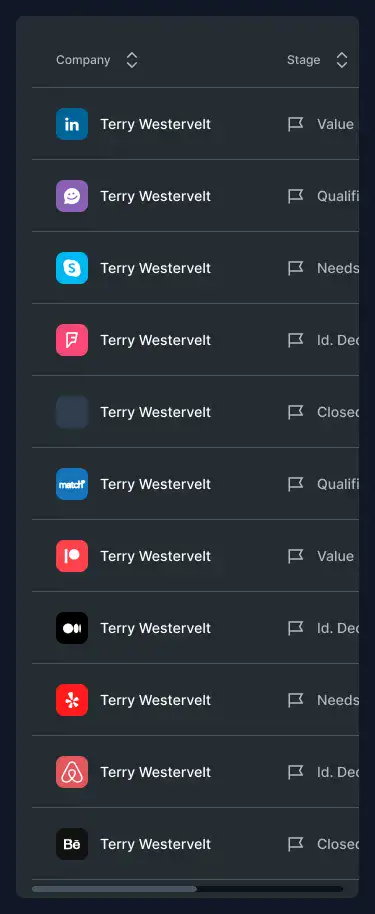 Company Stage
in Terry Westervelt Value
Terry Westervelt Qualifi
S Terry Westervelt Needs
Terry Westervelt Id. Dec
Terry Westervelt Closed
match Terry Westervelt Qualifi
Terry Westervelt Value
Terry Westervelt Id. Dec
Terry Westervelt Needs
Terry Westervelt Id. Dec
Bē Terry Westervelt Closed